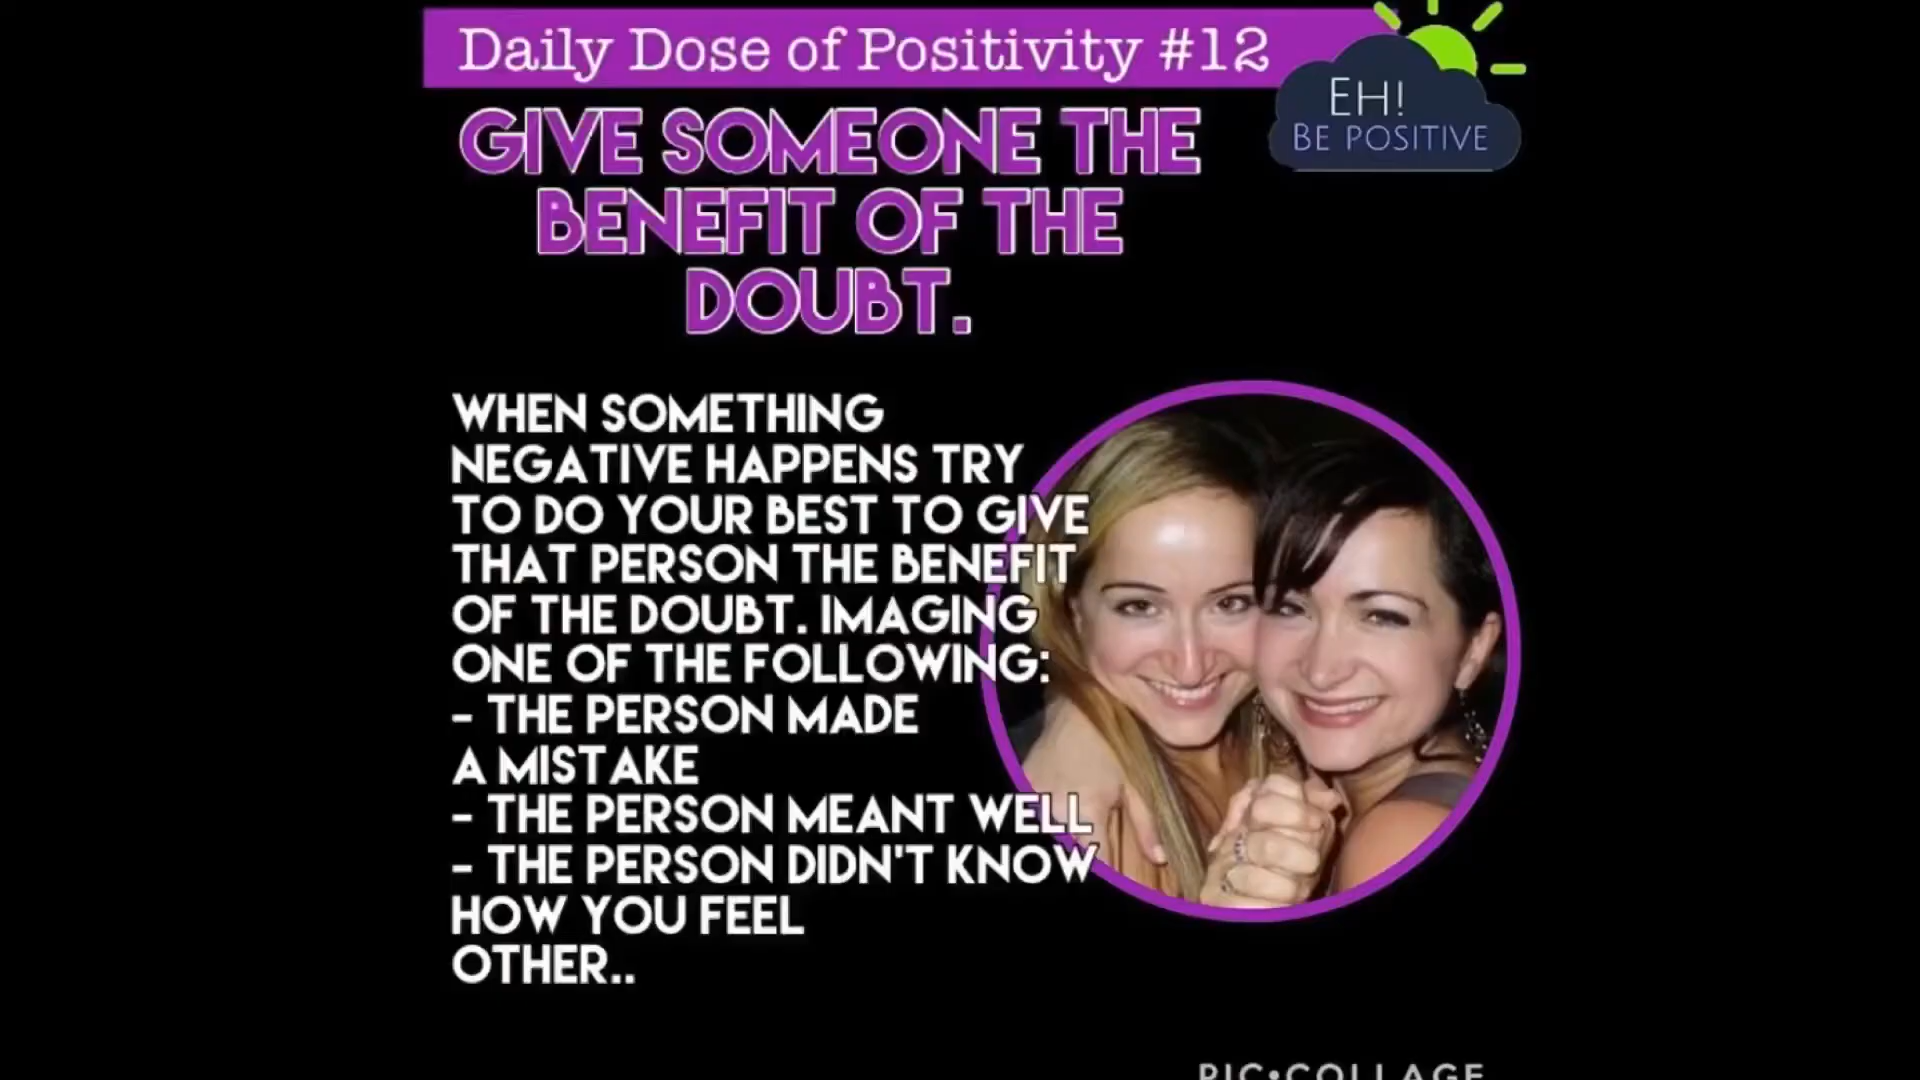 Daily Dose of Positivity #12
EH!
BE POSITIVE
GIVE SOMEONE THE
BENEFIT OF THE
DOUBT.
WHEN SOMETHING
NEGATIVE HAPPENS TRY
TO DO YOUR BEST TO GIVE
THAT PERSON THE BENEFIT
OF THE DOUBT. IMAGING
ONE OF THE FOLLOWING:
- THE PERSON MADE
A MISTAKE
- THE PERSON MEANT WELL
- THE PERSON DIDN'T KNOW
HOW YOU FEEL
OTHER..
PIC•COLLAGE